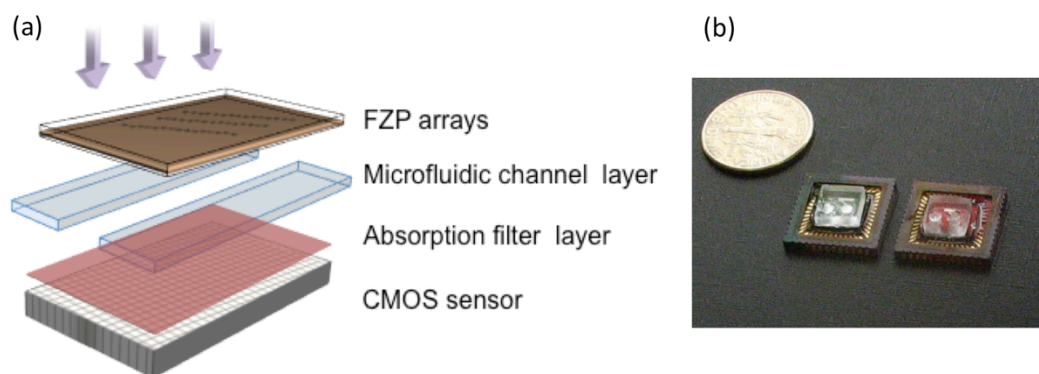 (a)
(b)
FZP arrays
Microfluidic channel layer
Absorption filter layer
CMOS sensor